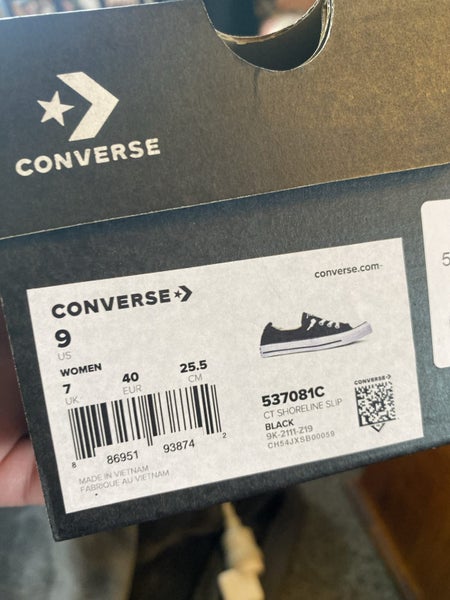 CONVERSE
CONVERSE
converse.com
9
US
WOMEN
7 40 25.5
UK EUR CM
537081C
CT SHORELINE SLIP
BLACK
9K-2111-Z19
CH54JXSB00059
CONVERSE
8 86951 93874 2
MADE IN VIETNAM
FABRIQUÉ AU VIETNAM
5